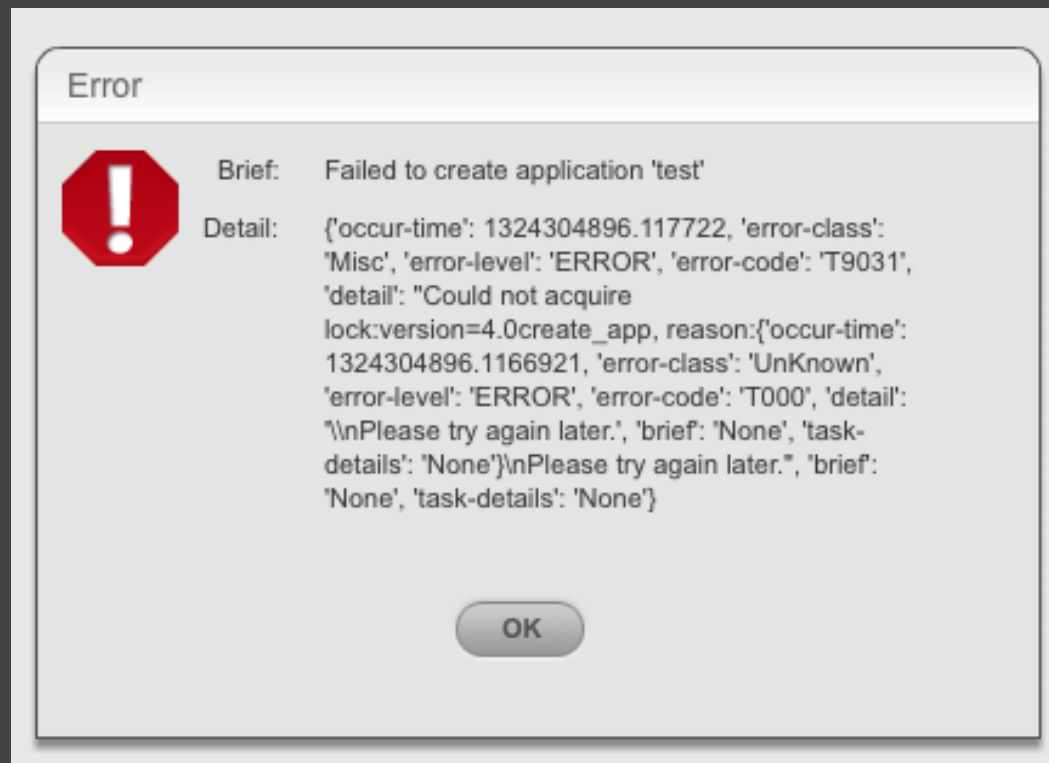 Error
Brief: Failed to create application 'test'
Detail: {'occur-time': 1324304896.117722, 'error-class':
'Misc', 'error-level': 'ERROR', 'error-code': 'T9031',
'detail': "Could not acquire
lock:version=4.0create_app, reason:{'occur-time':
1324304896.1166921, 'error-class': 'UnKnown',
'error-level': 'ERROR', 'error-code': 'T000', 'detail':
'\\nPlease try again later.', 'brief': 'None', 'task-
details': 'None'}\nPlease try again later.", 'brief':
'None', 'task-details': 'None'}
OK